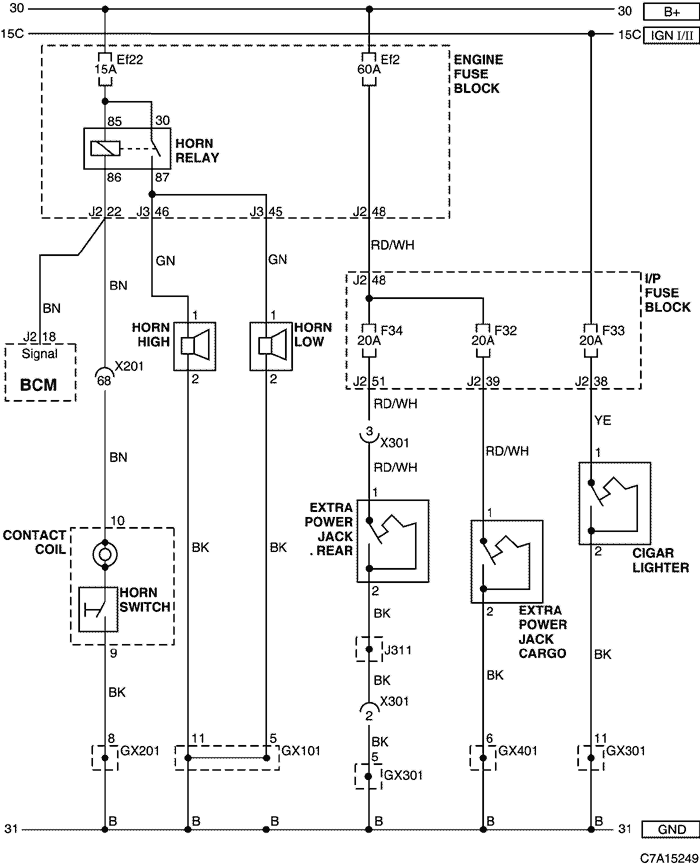 30 30 B+
15C 15C IGN I/II
Ef22
15A
Ef2
60A
ENGINE
FUSE
BLOCK
85 30
HORN
RELAY
86 87
J2 22 J3 46 J3 45 J2 48
RD/WH
GN GN
BN
J2 48
I/P
FUSE
BLOCK
BN
1 1
HORN
HIGH
HORN
LOW
F34
20A
F32
20A
F33
20A
J2 18
Signal
BCM
2 2
X201
68
J2 51 J2 39 J2 38
RD/WH
YE
3
X301
BN
RD/WH
RD/WH
1
1
EXTRA
POWER
JACK
. REAR
1
10
CONTACT
COIL
BK BK
2
CIGAR
LIGHTER
HORN
SWITCH
2
2
EXTRA
POWER
JACK
CARGO
BK
J311
9
BK
BK
BK
BK
X301
2
BK
8
GX201
11 5
GX101
5
GX301
6
GX401
11
GX301
31 B B B B B B 31 GND
C7A15249